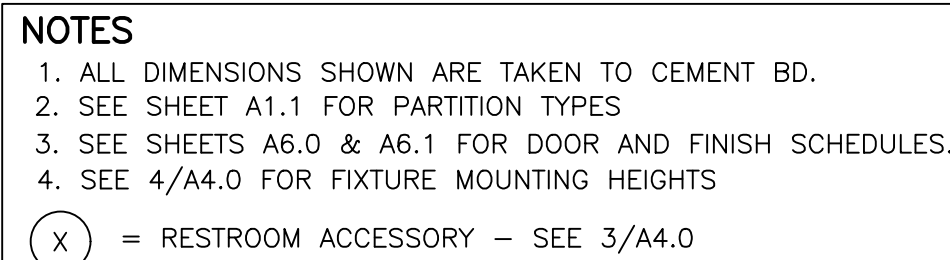 NOTES
1. ALL DIMENSIONS SHOWN ARE TAKEN TO CEMENT BD.
2. SEE SHEET A1.1 FOR PARTITION TYPES
3. SEE SHEETS A6.0 & A6.1 FOR DOOR AND FINISH SCHEDULES.
4. SEE 4/A4.0 FOR FIXTURE MOUNTING HEIGHTS
X = RESTROOM ACCESSORY – SEE 3/A4.0